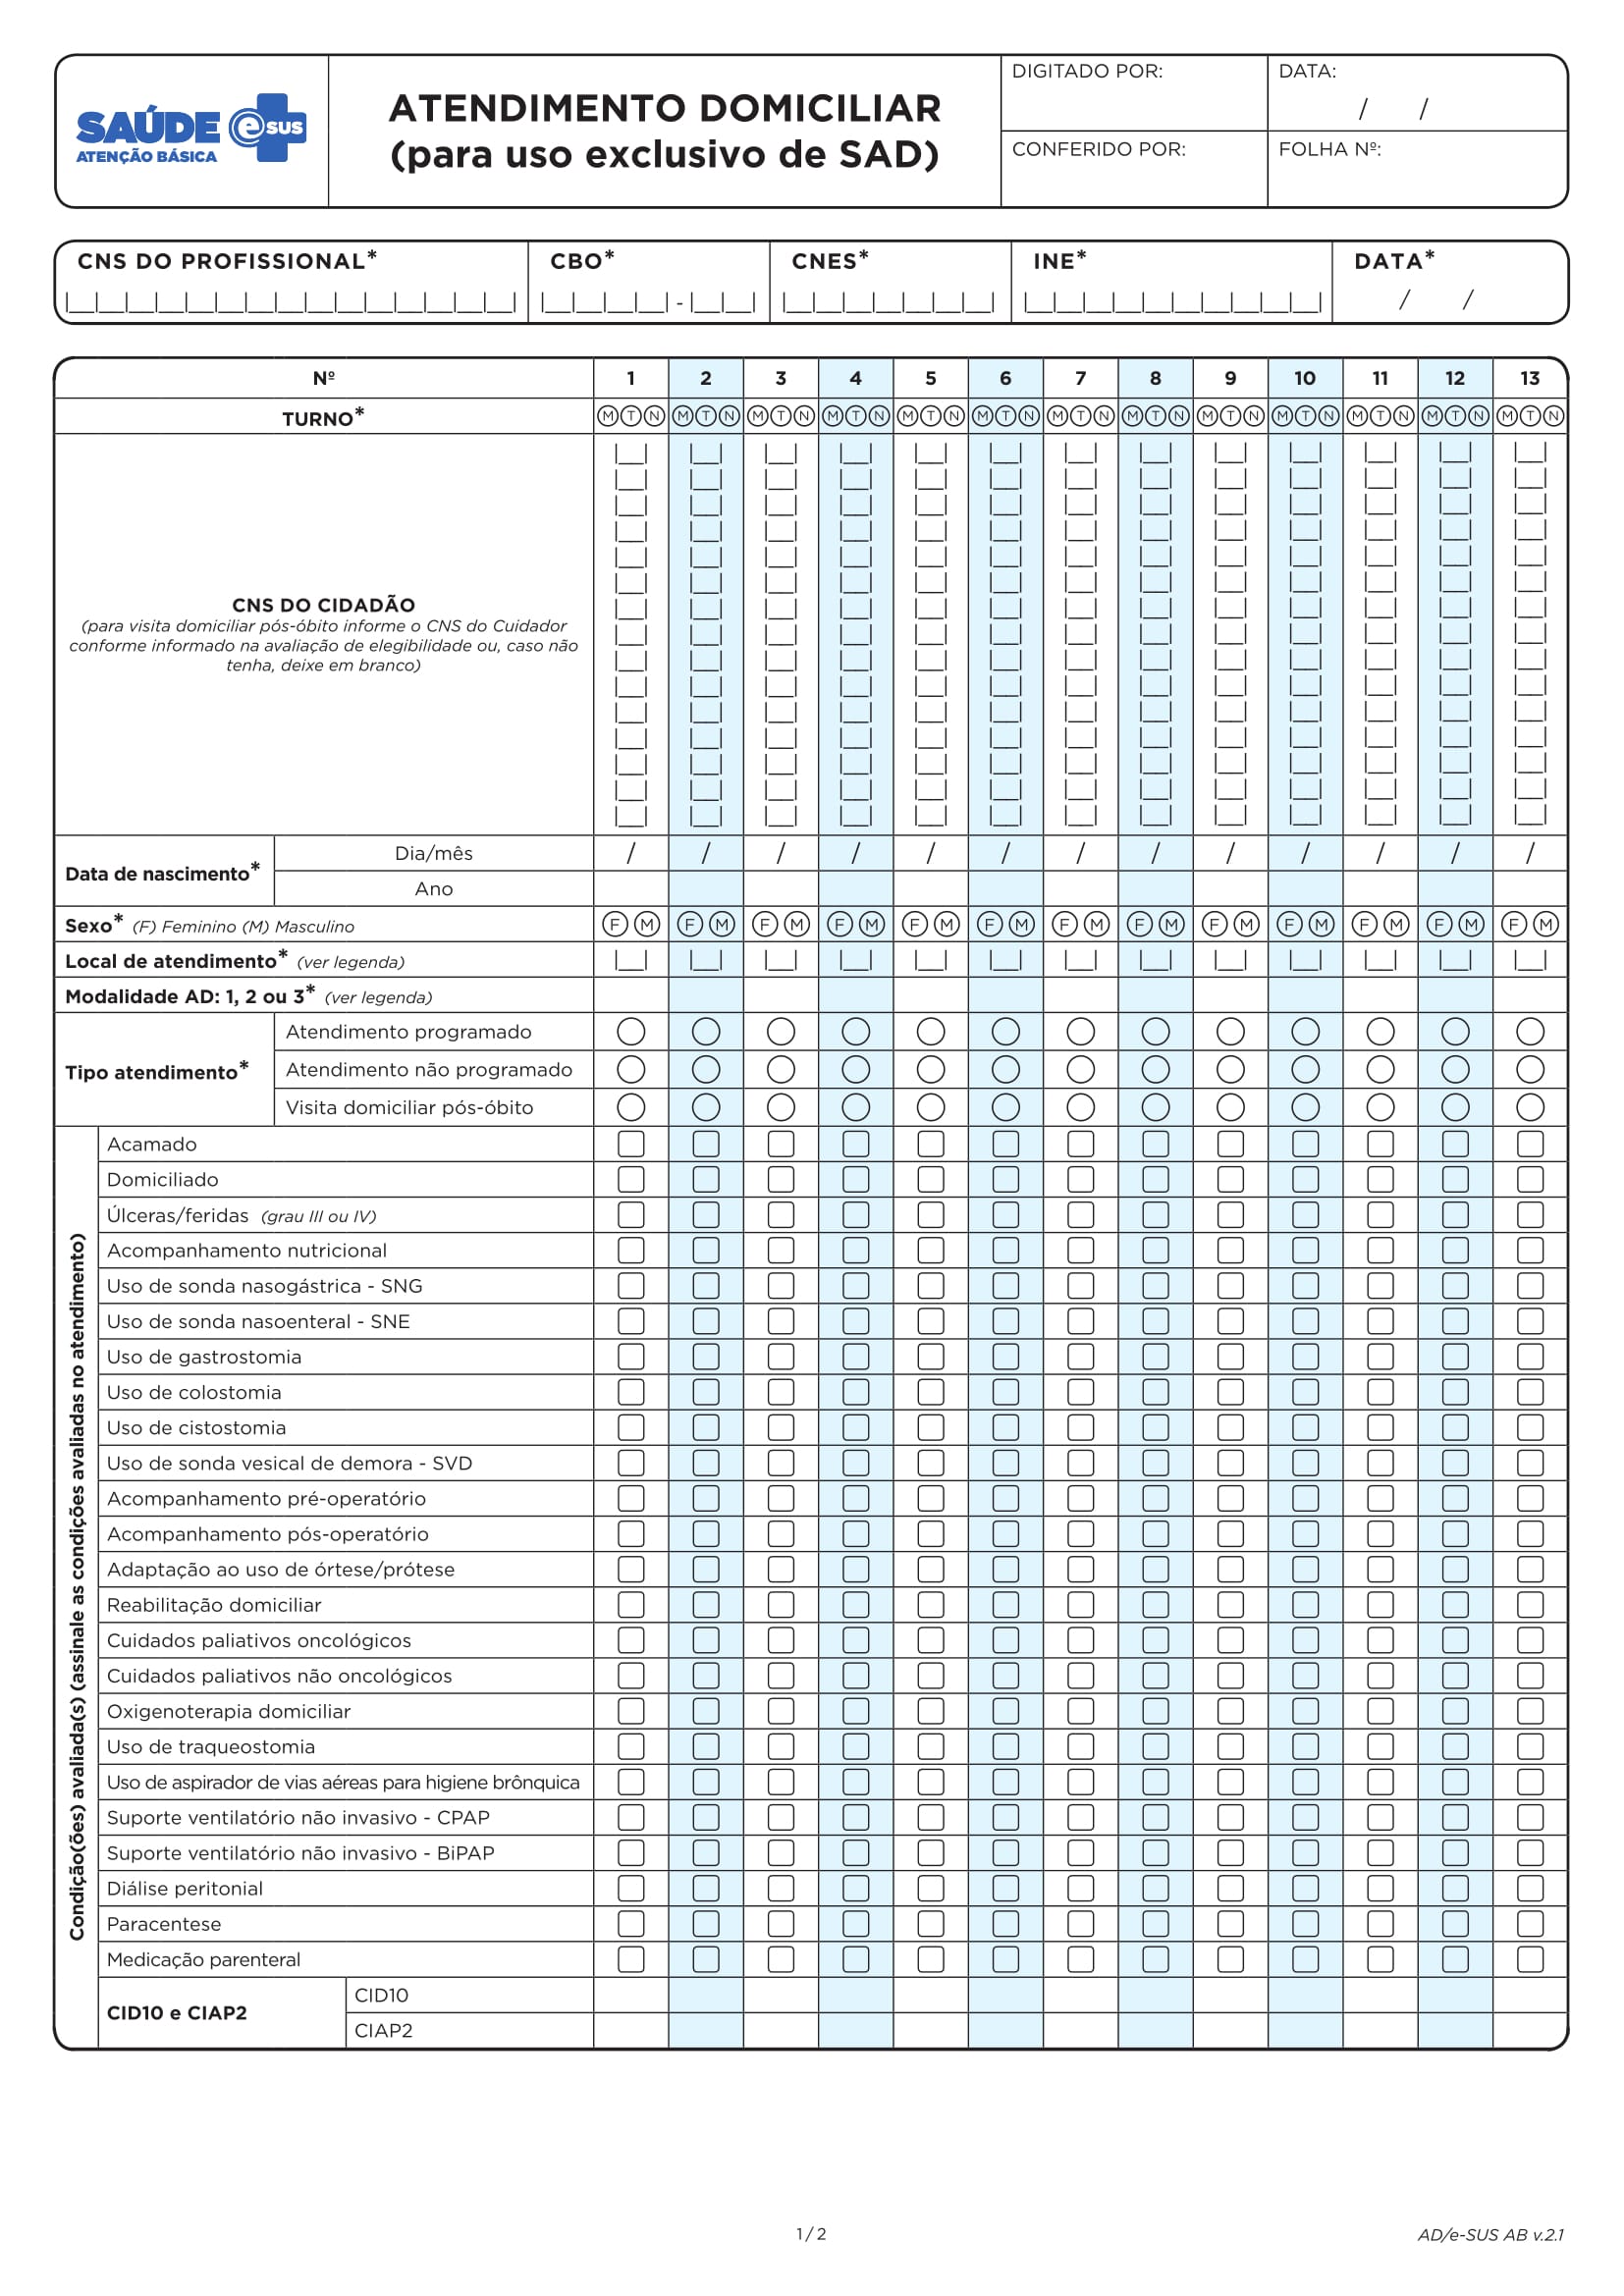 SAÚDE e SUS
ATENÇÃO BÁSICA
ATENDIMENTO DOMICILIAR
(para uso exclusivo de SAD)
DIGITADO POR:
DATA:
/ /
CONFERIDO POR:
FOLHA Nº:
CNS DO PROFISSIONAL*
CBO*
CNES*
INE*
DATA*
-
/ /
Nº 1 2 3 4 5 6 7 8 9 10 11 12 13
TURNO* M T N M T N M T N M T N M T N M T N M T N M T N M T N M T N M T N M T N M T N
CNS DO CIDADÃO
(para visita domiciliar pós-óbito informe o CNS do Cuidador
conforme informado na avaliação de elegibilidade ou, caso não
tenha, deixe em branco)
Data de nascimento*
Dia/mês / / / / / / / / / / / / /
Ano
Sexo* (F) Feminino (M) Masculino F M F M F M F M F M F M F M F M F M F M F M F M F M
Local de atendimento* (ver legenda)
Modalidade AD: 1, 2 ou 3* (ver legenda)
Tipo atendimento*
Atendimento programado
Atendimento não programado
Visita domiciliar pós-óbito
Condição(ões) avaliada(s) (assinale as condições avaliadas no atendimento)
Acamado
Domiciliado
Úlceras/feridas (grau III ou IV)
Acompanhamento nutricional
Uso de sonda nasogástrica - SNG
Uso de sonda nasoenteral - SNE
Uso de gastrostomia
Uso de colostomia
Uso de cistostomia
Uso de sonda vesical de demora - SVD
Acompanhamento pré-operatório
Acompanhamento pós-operatório
Adaptação ao uso de órtese/prótese
Reabilitação domiciliar
Cuidados paliativos oncológicos
Cuidados paliativos não oncológicos
Oxigenoterapia domiciliar
Uso de traqueostomia
Uso de aspirador de vias aéreas para higiene brônquica
Suporte ventilatório não invasivo - CPAP
Suporte ventilatório não invasivo - BiPAP
Diálise peritonial
Paracentese
Medicação parenteral
CID10 e CIAP2
CID10
CIAP2
1 / 2
AD/e-SUS AB v.2.1